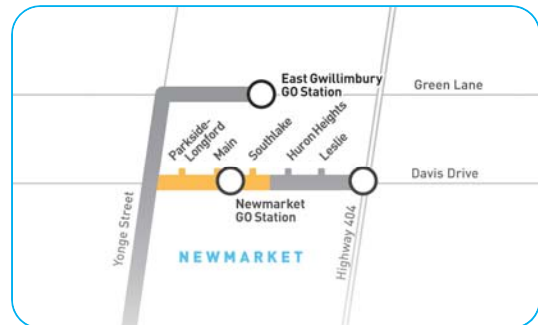 East Gwillimbury
GO Station
Green Lane
Parkside-
Longford
Main
Southlake
Huron Heights
Leslie
Davis Drive
Newmarket
GO Station
Yonge Street
NEWMARKET
Highway 404